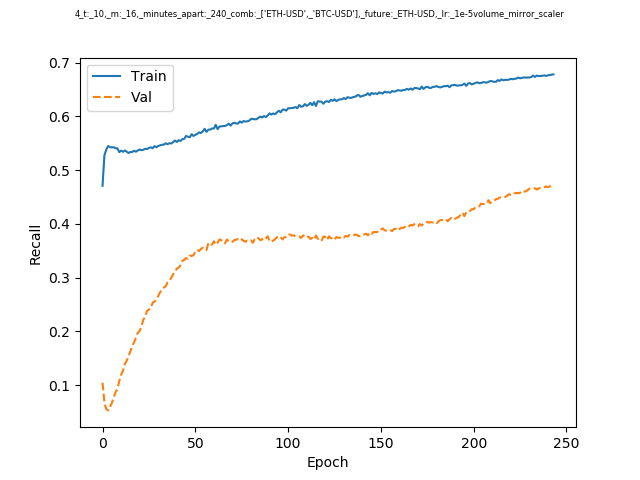 4_t:_10,_m:_16,_minutes_apart:_240_comb:_['ETH-USD',_'BTC-USD'],_future:_ETH-USD,_lr:_1e-5volume_mirror_scaler
0.7
Train
Val
0.6
0.5
0.4
0.3
0.2
0.1
Recall
0 50 100 150 200 250
Epoch